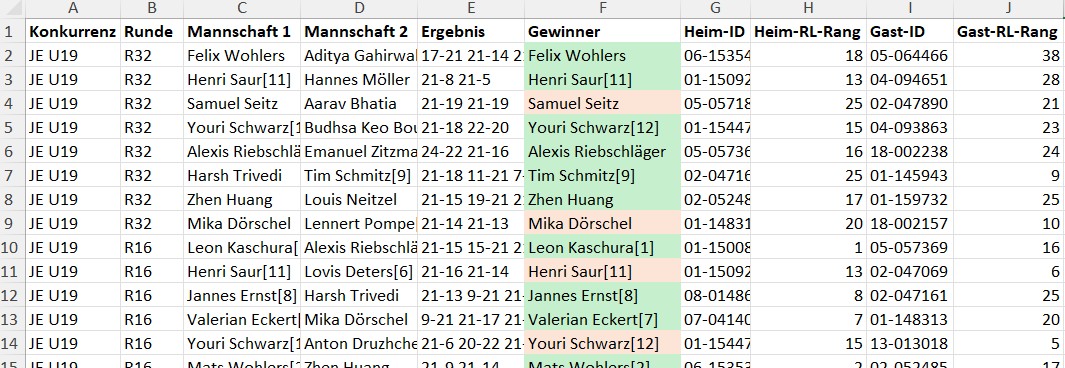 A B C D E F G H I J
1 Konkurrenz Runde Mannschaft 1 Mannschaft 2 Ergebnis Gewinner Heim-ID Heim-RL-Rang Gast-ID Gast-RL-Rang
2 JE U19 R32 Felix Wohlers Aditya Gahirwa 17-21 21-14 2 Felix Wohlers 06-15354 18 05-064466 38
3 JE U19 R32 Henri Saur[11] Hannes Möller 21-8 21-5 Henri Saur[11] 01-15092 13 04-094651 28
4 JE U19 R32 Samuel Seitz Aarav Bhatia 21-19 21-19 Samuel Seitz 05-05718 25 02-047890 21
5 JE U19 R32 Youri Schwarz[1 Budhsa Keo Bou 21-18 22-20 Youri Schwarz[12] 01-15447 15 04-093863 23
6 JE U19 R32 Alexis Riebschlä Emanuel Zitzma 24-22 21-16 Alexis Riebschläger 05-05736 16 18-002238 24
7 JE U19 R32 Harsh Trivedi Tim Schmitz[9] 21-18 11-21 7- Tim Schmitz[9] 02-04716 25 01-145943 9
8 JE U19 R32 Zhen Huang Louis Neitzel 21-15 19-21 2 Zhen Huang 02-05248 17 01-159732 25
9 JE U19 R32 Mika Dörschel Lennert Pompe 21-14 21-13 Mika Dörschel 01-14831 20 18-002157 10
10 JE U19 R16 Leon Kaschura[ Alexis Riebschlä 21-15 15-21 2 Leon Kaschura[1] 01-15008 1 05-057369 16
11 JE U19 R16 Henri Saur[11] Lovis Deters[6] 21-16 21-14 Henri Saur[11] 01-15092 13 02-047069 6
12 JE U19 R16 Jannes Ernst[8] Harsh Trivedi 21-13 9-21 21- Jannes Ernst[8] 08-01486 8 02-047161 25
13 JE U19 R16 Valerian Eckert[ Mika Dörschel 9-21 21-17 21- Valerian Eckert[7] 07-04140 7 01-148313 20
14 JE U19 R16 Youri Schwarz[1 Anton Druzhche 21-6 20-22 21- Youri Schwarz[12] 01-15447 15 13-013018 5
15 JE U19 R16 Mats Wohlers[2 Zhen Huang 21-9 21-14 Mats Wohlers[2] 06-15353 2 02-052485 17